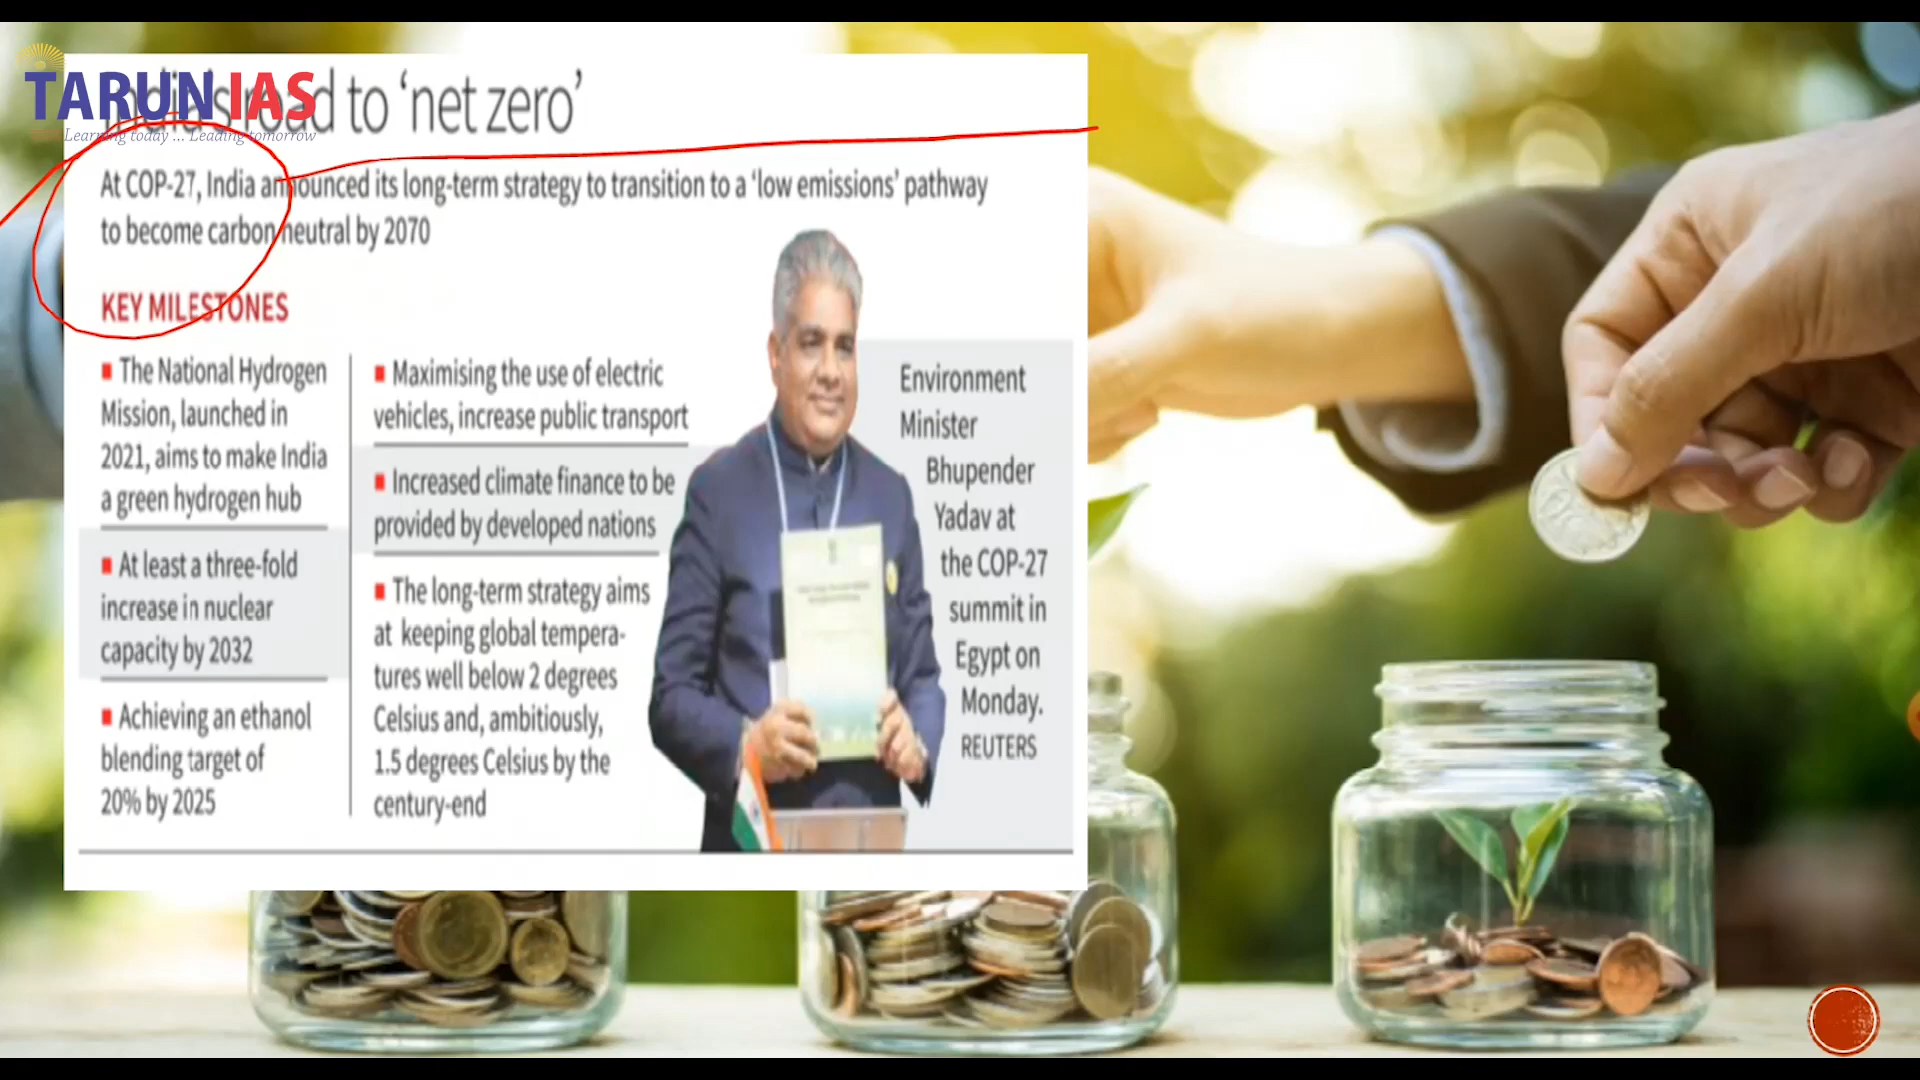 TARUN IAS
Learning today ... Leading tomorrow
India's road to ‘net zero’
At COP-27, India announced its long-term strategy to transition to a ‘low emissions’ pathway
to become carbon neutral by 2070
KEY MILESTONES
The National Hydrogen
Mission, launched in
2021, aims to make India
a green hydrogen hub
At least a three-fold
increase in nuclear
capacity by 2032
Achieving an ethanol
blending target of
20% by 2025
Maximising the use of electric
vehicles, increase public transport
Increased climate finance to be
provided by developed nations
The long-term strategy aims
at keeping global tempera-
tures well below 2 degrees
Celsius and, ambitiously,
1.5 degrees Celsius by the
century-end
Environment
Minister
Bhupender
Yadav at
the COP-27
summit in
Egypt on
Monday.
REUTERS